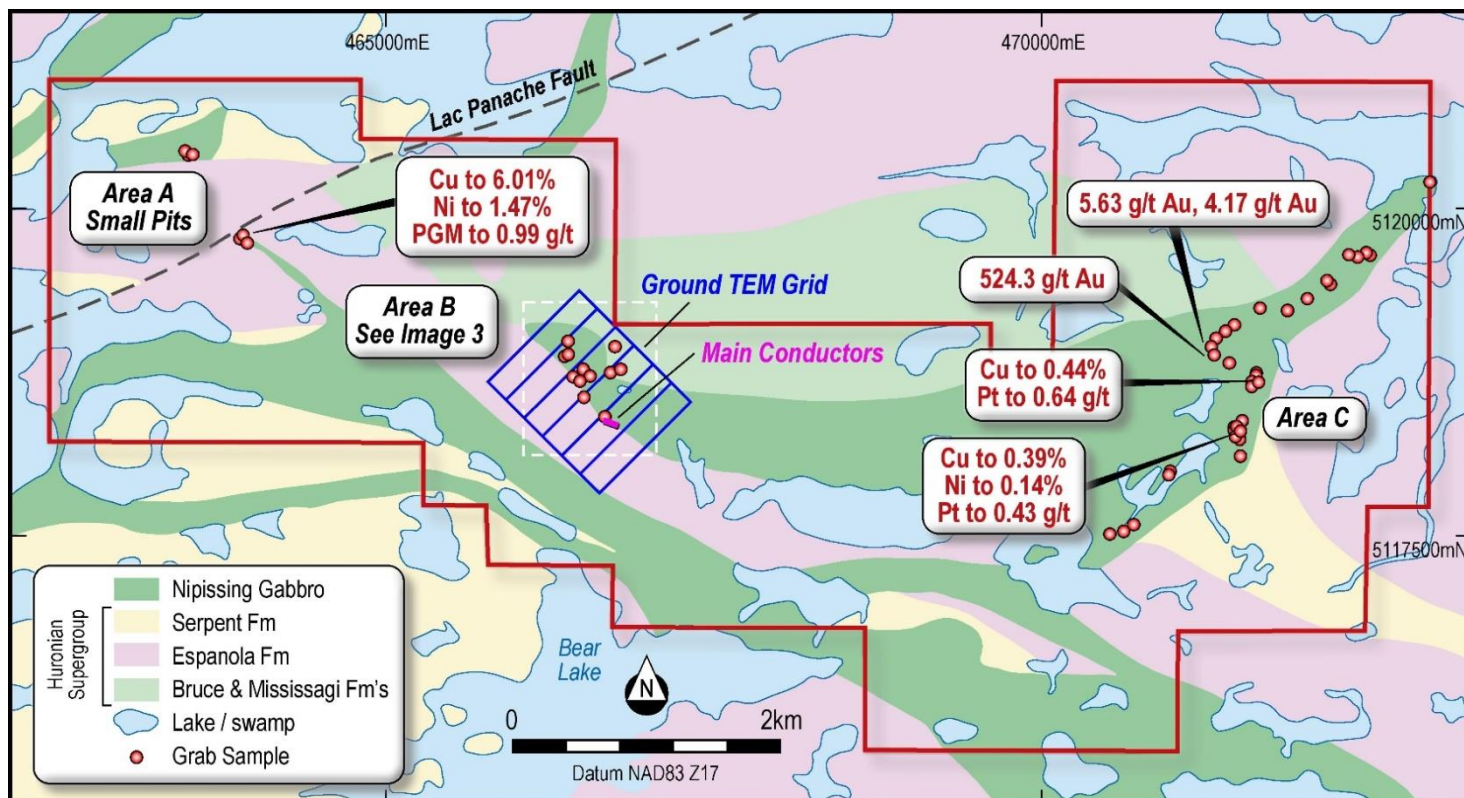 465000mE
470000mE
Lac Panache Fault
Area A
Small Pits
Cu to 6.01%
Ni to 1.47%
PGM to 0.99 g/t
5.63 g/t Au, 4.17 g/t Au
5120000mN
524.3 g/t Au
Ground TEM Grid
Area B
See Image 3
Main Conductors
Cu to 0.44%
Pt to 0.64 g/t
Area C
Cu to 0.39%
Ni to 0.14%
Pt to 0.43 g/t
5117500mN
Huronian
Supergroup
Nipissing Gabbro
Serpent Fm
Espanola Fm
Bruce & Mississagi Fm's
Lake / swamp
Grab Sample
Bear
Lake
N
0
2km
Datum NAD83 Z17